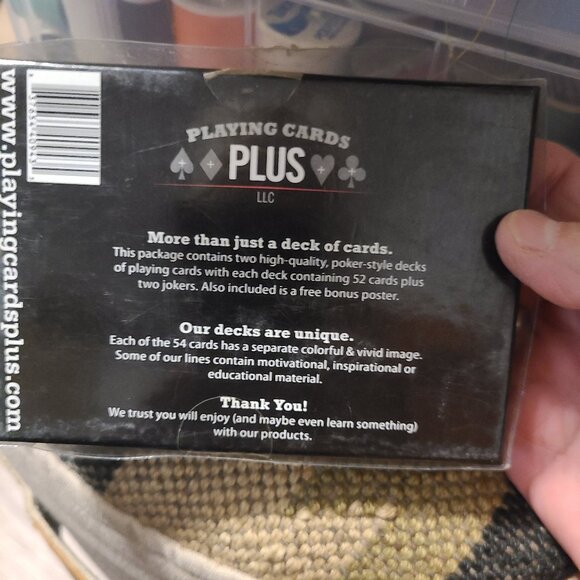 PLAYING CARDS
PLUS
LLC
More than just a deck of cards.
This package contains two high-quality, poker-style decks
of playing cards with each deck containing 52 cards plus
two jokers. Also included is a free bonus poster.
Our decks are unique.
Each of the 54 cards has a separate colorful & vivid image.
Some of our lines contain motivational, inspirational or
educational material.
Thank You!
We trust you will enjoy (and maybe even learn something)
with our products.
www.playingcardsplus.com